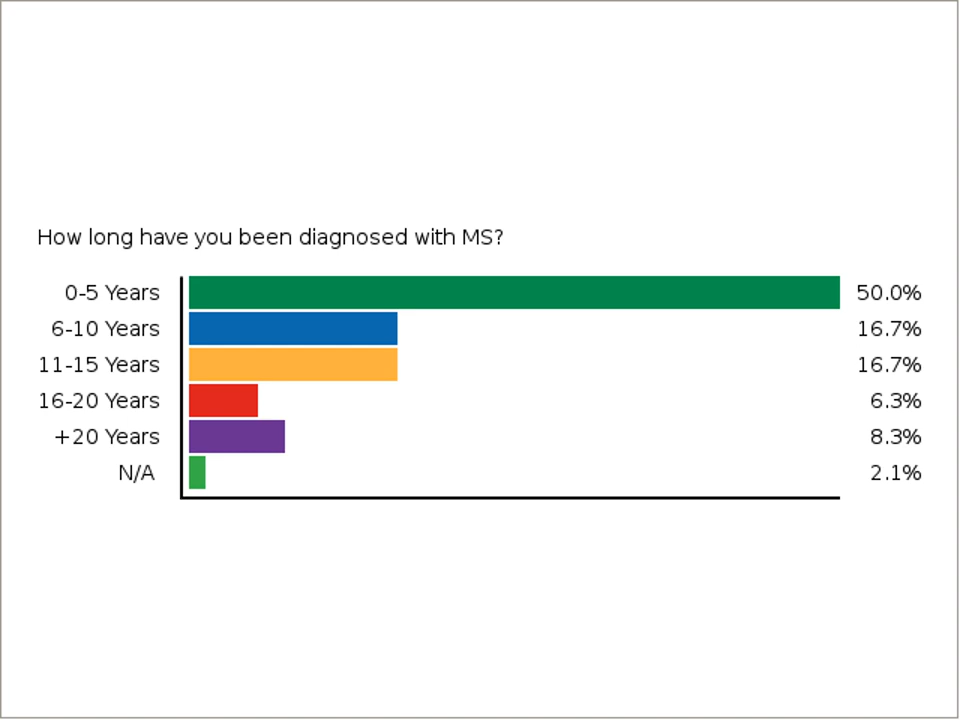 How long have you been diagnosed with MS?
0-5 Years 50.0%
6-10 Years 16.7%
11-15 Years 16.7%
16-20 Years 6.3%
+20 Years 8.3%
N/A 2.1%